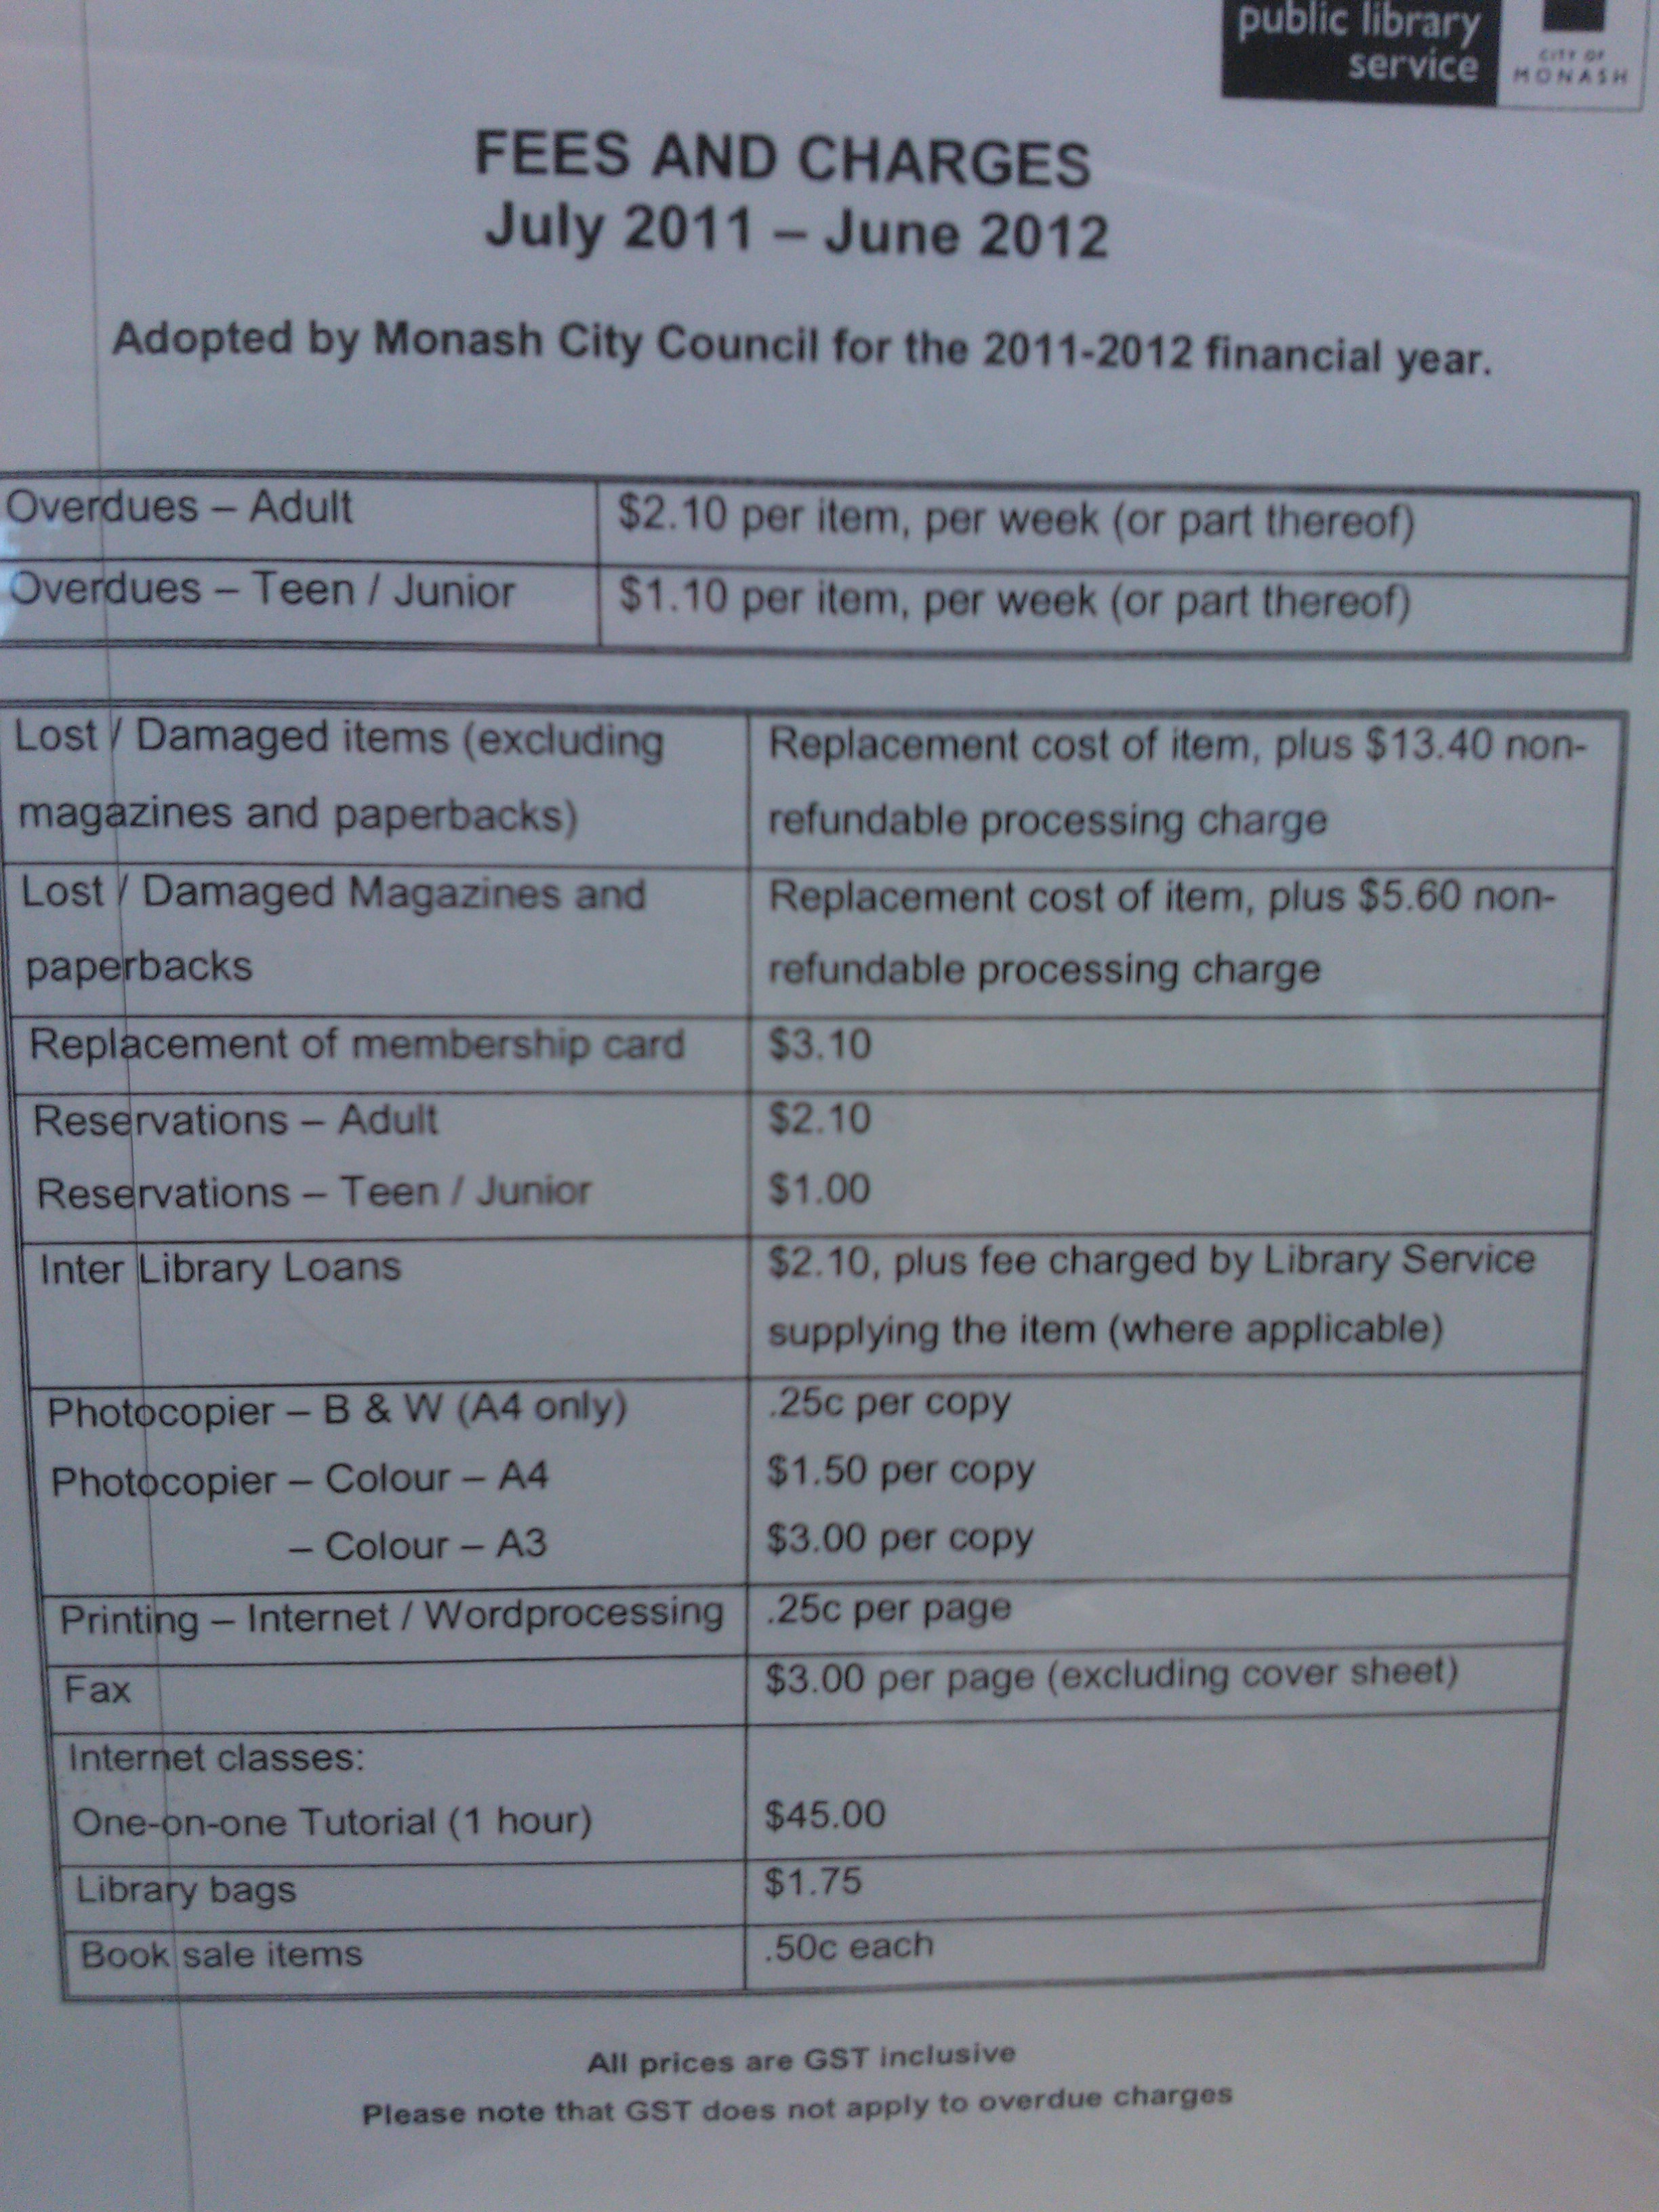 public library
service
CITY OF
MONASH
FEES AND CHARGES
July 2011 – June 2012
Adopted by Monash City Council for the 2011-2012 financial year.
Overdues – Adult $2.10 per item, per week (or part thereof)
Overdues – Teen / Junior $1.10 per item, per week (or part thereof)
Lost / Damaged items (excluding Replacement cost of item, plus $13.40 non-
magazines and paperbacks) refundable processing charge
Lost / Damaged Magazines and Replacement cost of item, plus $5.60 non-
paperbacks refundable processing charge
Replacement of membership card $3.10
Reservations – Adult $2.10
Reservations – Teen / Junior $1.00
Inter Library Loans $2.10, plus fee charged by Library Service
supplying the item (where applicable)
Photocopier – B & W (A4 only) .25c per copy
Photocopier – Colour – A4 $1.50 per copy
– Colour – A3 $3.00 per copy
Printing – Internet / Wordprocessing .25c per page
Fax $3.00 per page (excluding cover sheet)
Internet classes:
One-on-one Tutorial (1 hour) $45.00
Library bags $1.75
Book sale items .50c each
All prices are GST inclusive
Please note that GST does not apply to overdue charges